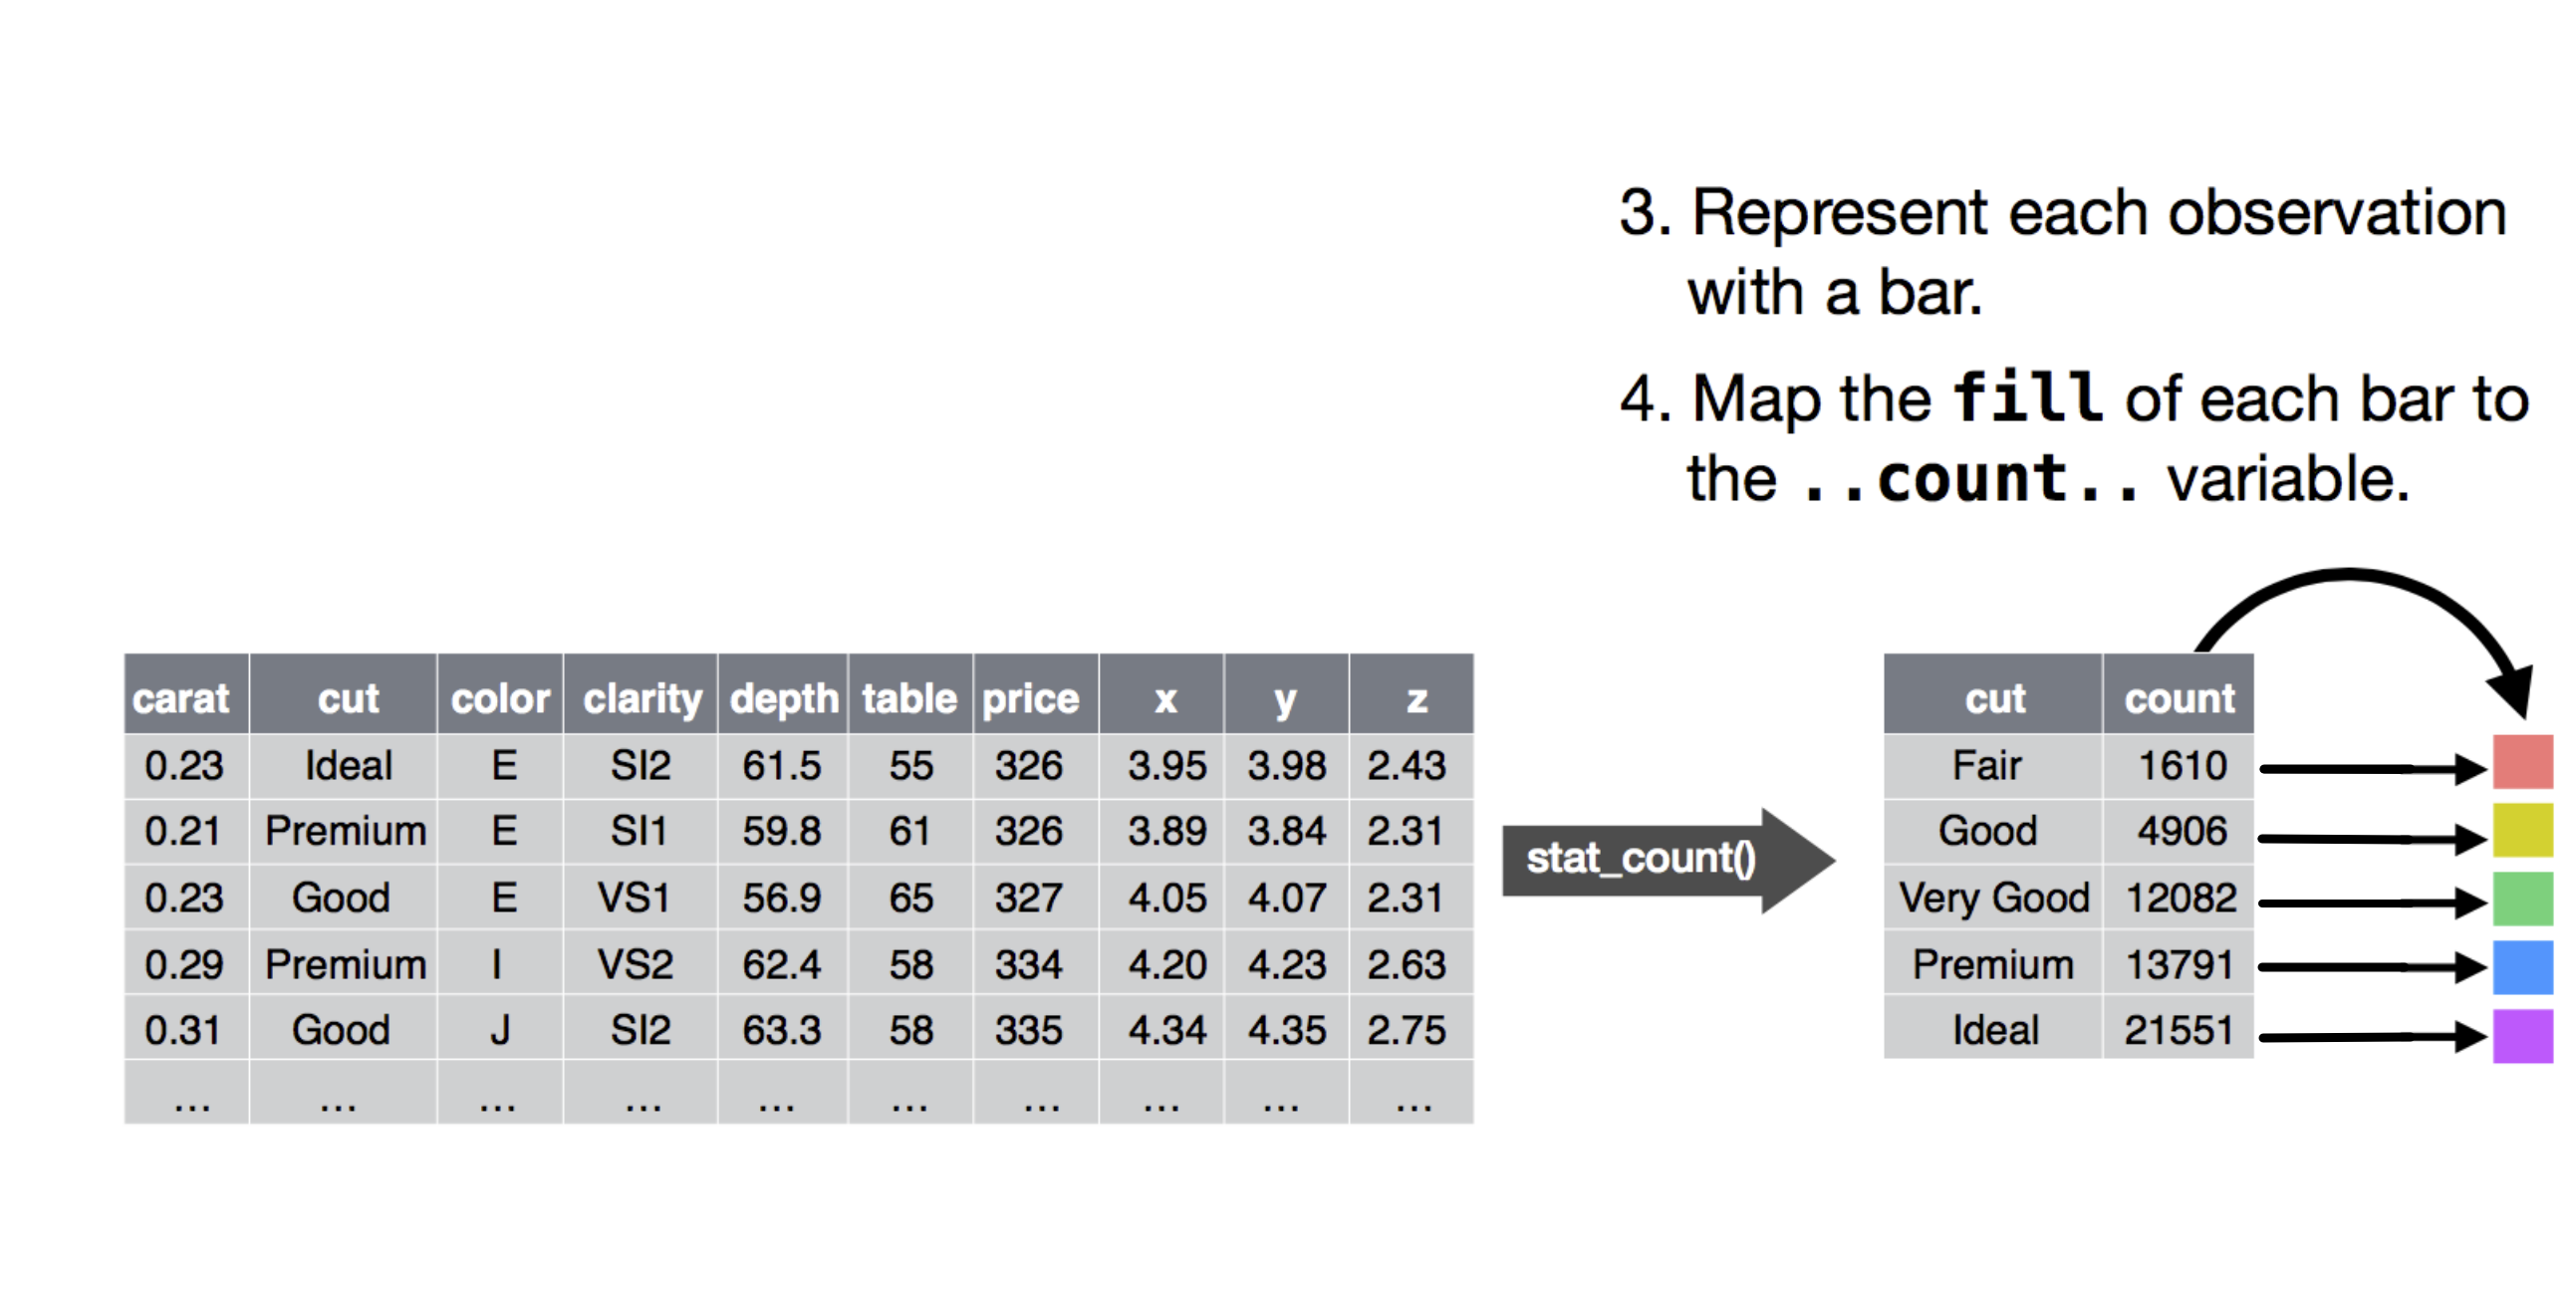 3. Represent each observation
with a bar.
4. Map the fill of each bar to
the ..count.. variable.
carat cut color clarity depth table price x y z
0.23 Ideal E SI2 61.5 55 326 3.95 3.98 2.43
0.21 Premium E SI1 59.8 61 326 3.89 3.84 2.31
0.23 Good E VS1 56.9 65 327 4.05 4.07 2.31
0.29 Premium I VS2 62.4 58 334 4.20 4.23 2.63
0.31 Good J SI2 63.3 58 335 4.34 4.35 2.75
... ... ... ... ... ... ... ... ... ...
stat_count()
cut count
Fair 1610
Good 4906
Very Good 12082
Premium 13791
Ideal 21551